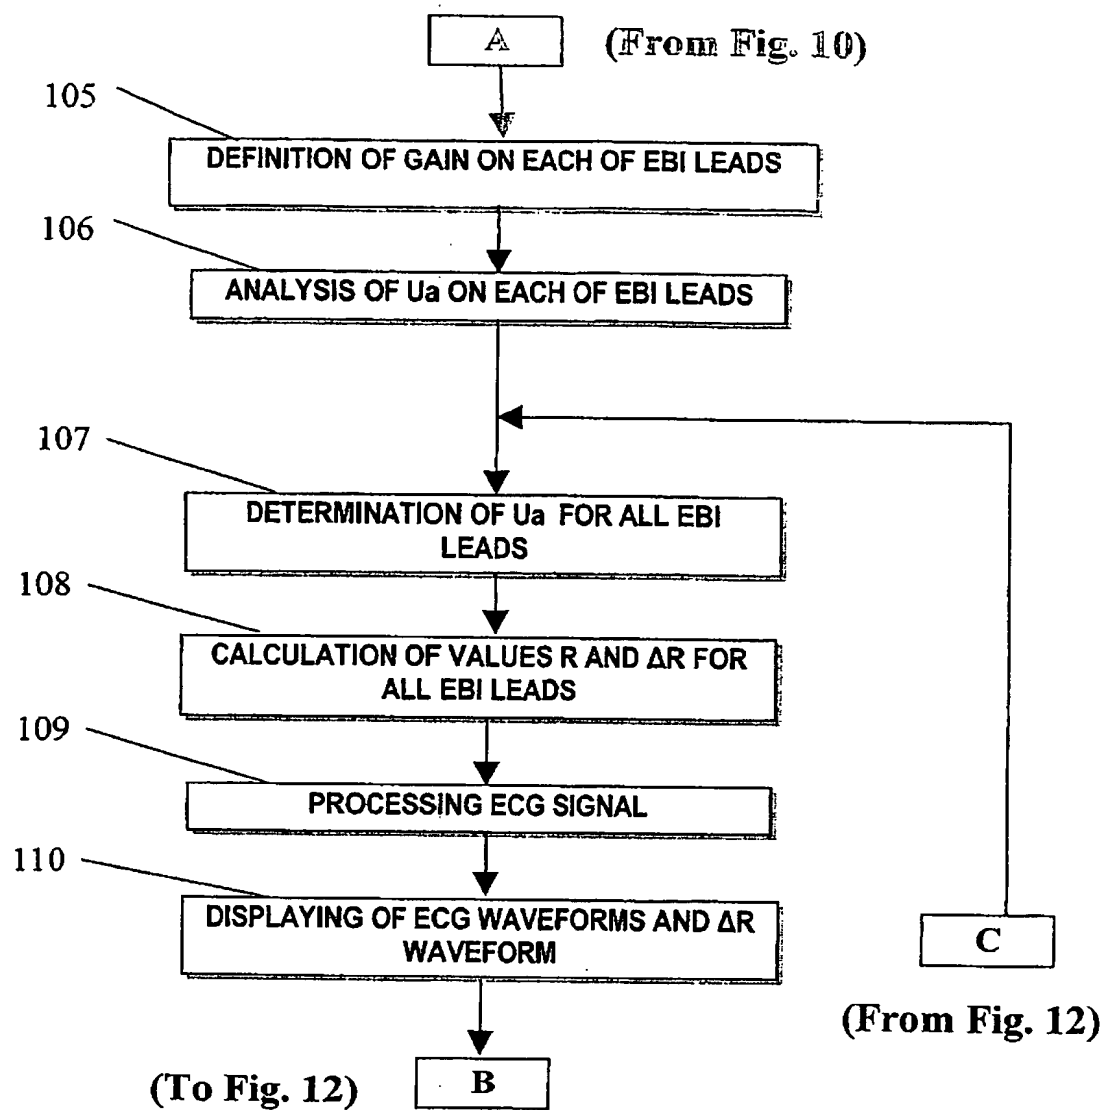 A (From Fig. 10)
105
DEFINITION OF GAIN ON EACH OF EBI LEADS
106
ANALYSIS OF Ua ON EACH OF EBI LEADS
107
DETERMINATION OF Ua FOR ALL EBI
LEADS
108
CALCULATION OF VALUES R AND ΔR FOR
ALL EBI LEADS
109
PROCESSING ECG SIGNAL
110
DISPLAYING OF ECG WAVEFORMS AND ΔR
WAVEFORM
C
(From Fig. 12)
(To Fig. 12) B